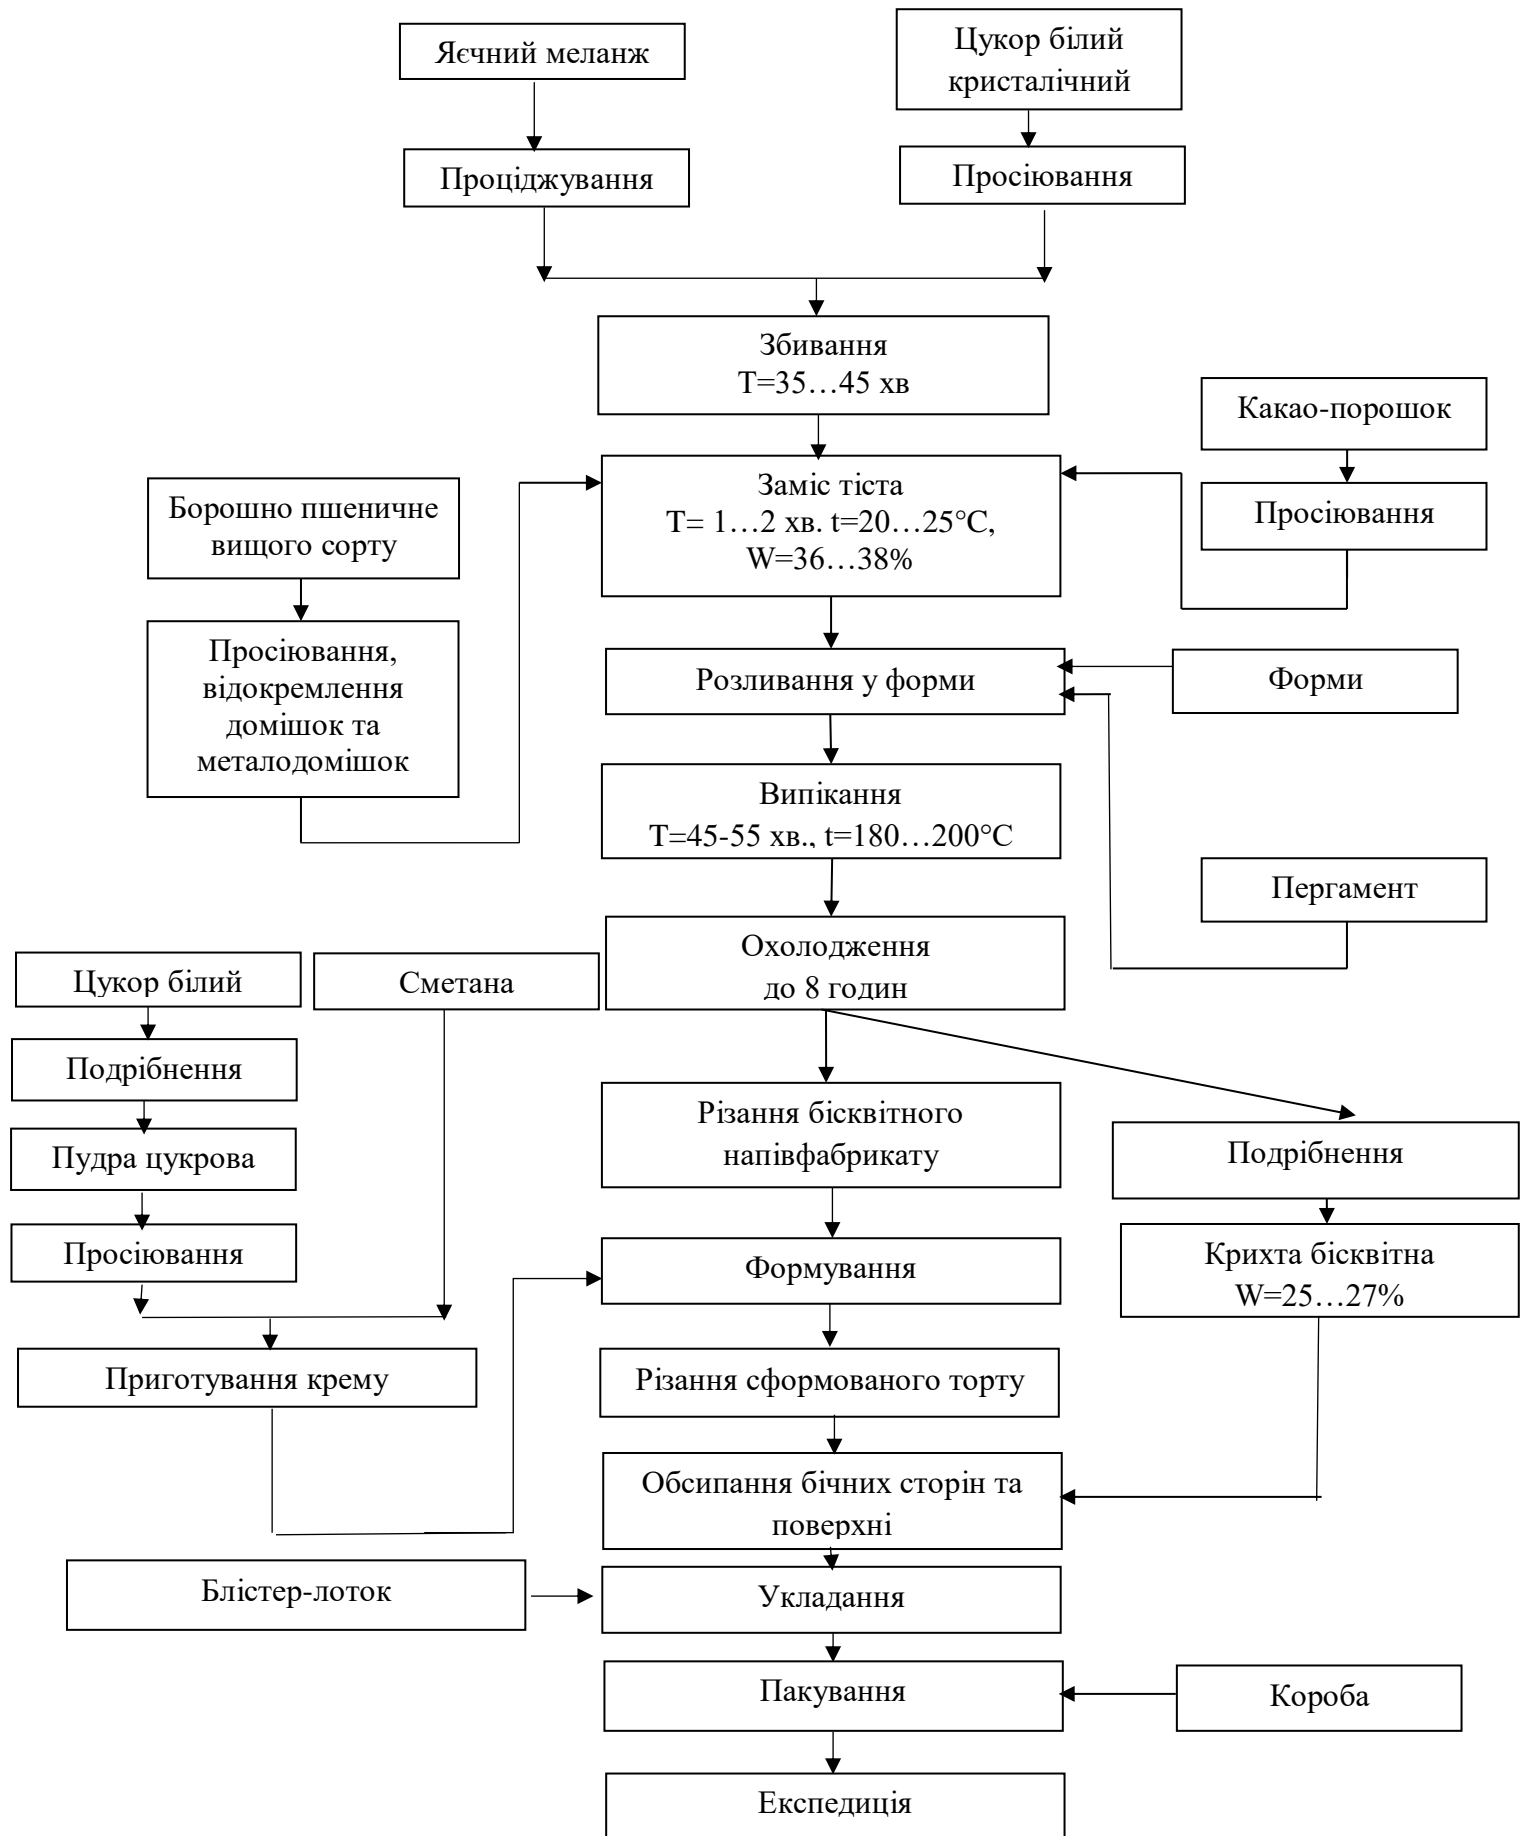 Яєчний меланж
Цукор білий
кристалічний
Проціджування
Просіювання
Збивання
Т=35…45 хв
Какао-порошок
Просіювання
Борошно пшеничне
вищого сорту
Заміс тіста
Т= 1…2 хв. t=20…25°С,
W=36…38%
Просіювання,
відокремлення
домішок та
металодомішок
Розливання у форми
Форми
Випікання
Т=45-55 хв., t=180…200°С
Пергамент
Охолодження
до 8 годин
Цукор білий
Сметана
Подрібнення
Пудра цукрова
Просіювання
Різання бісквітного
напівфабрикату
Подрібнення
Формування
Крихта бісквітна
W=25…27%
Приготування крему
Різання сформованого торту
Обсипання бічних сторін та
поверхні
Блістер-лоток
Укладання
Пакування
Короба
Експедиція